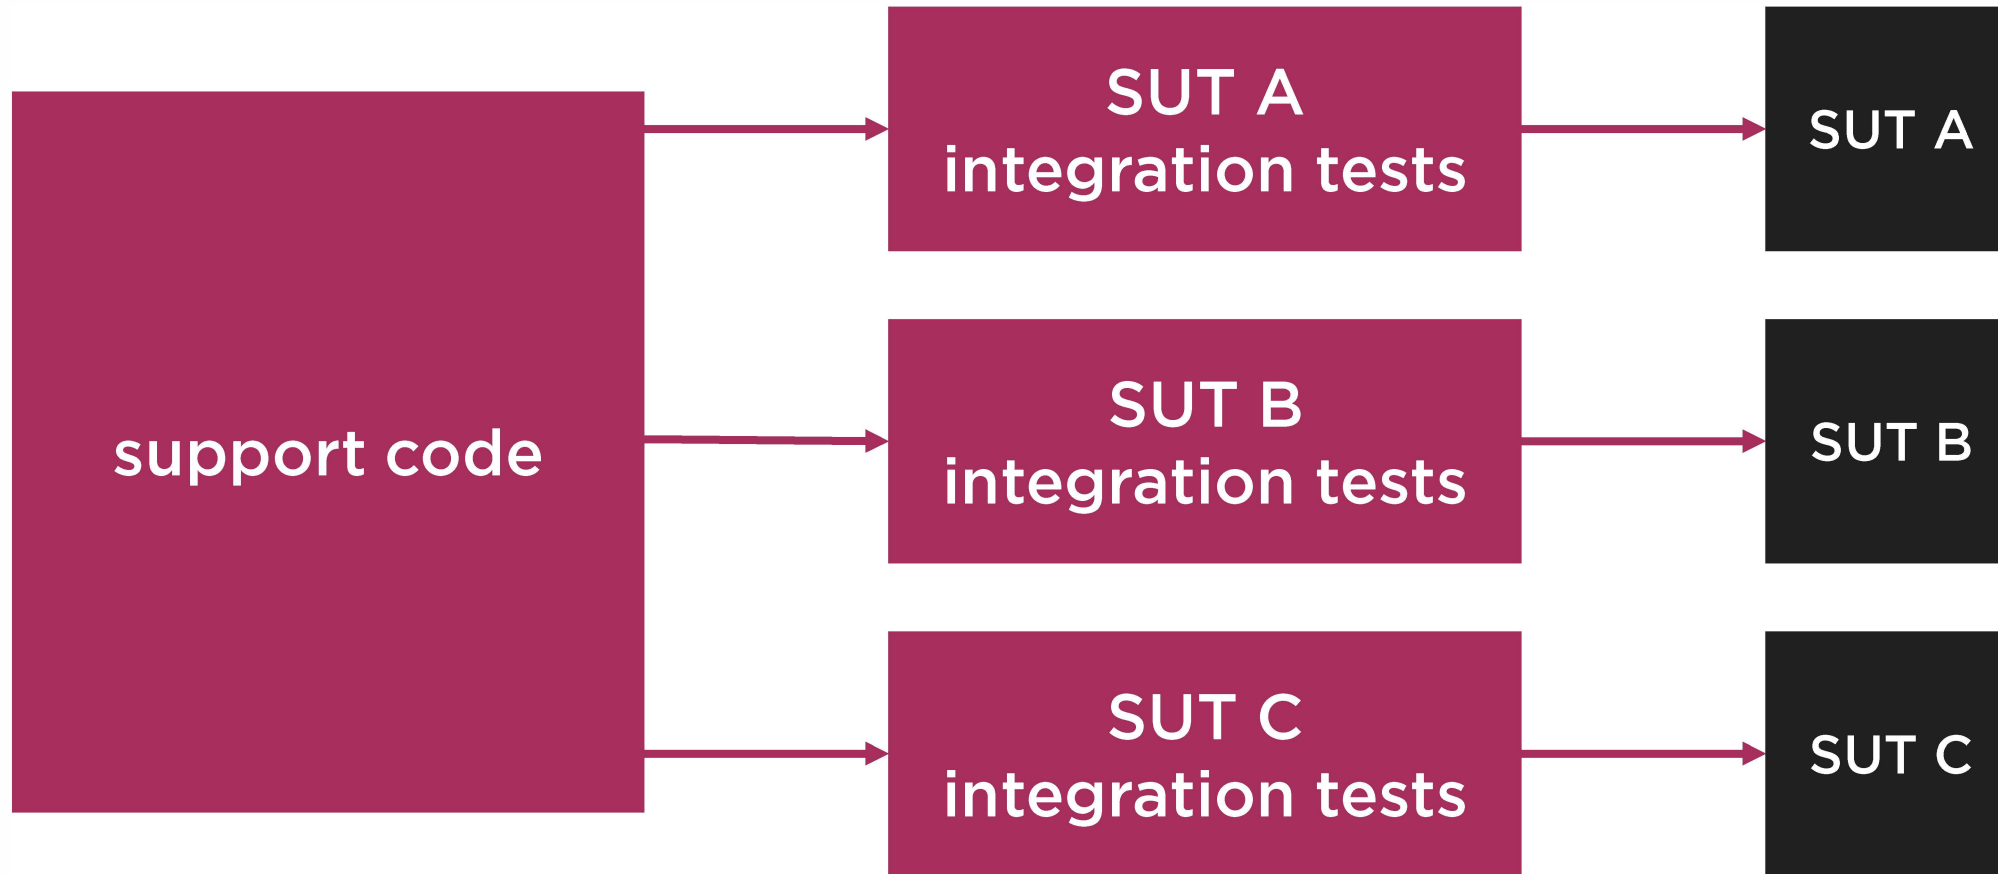 support code
SUT A
integration tests
SUT A
SUT B
integration tests
SUT B
SUT C
integration tests
SUT C